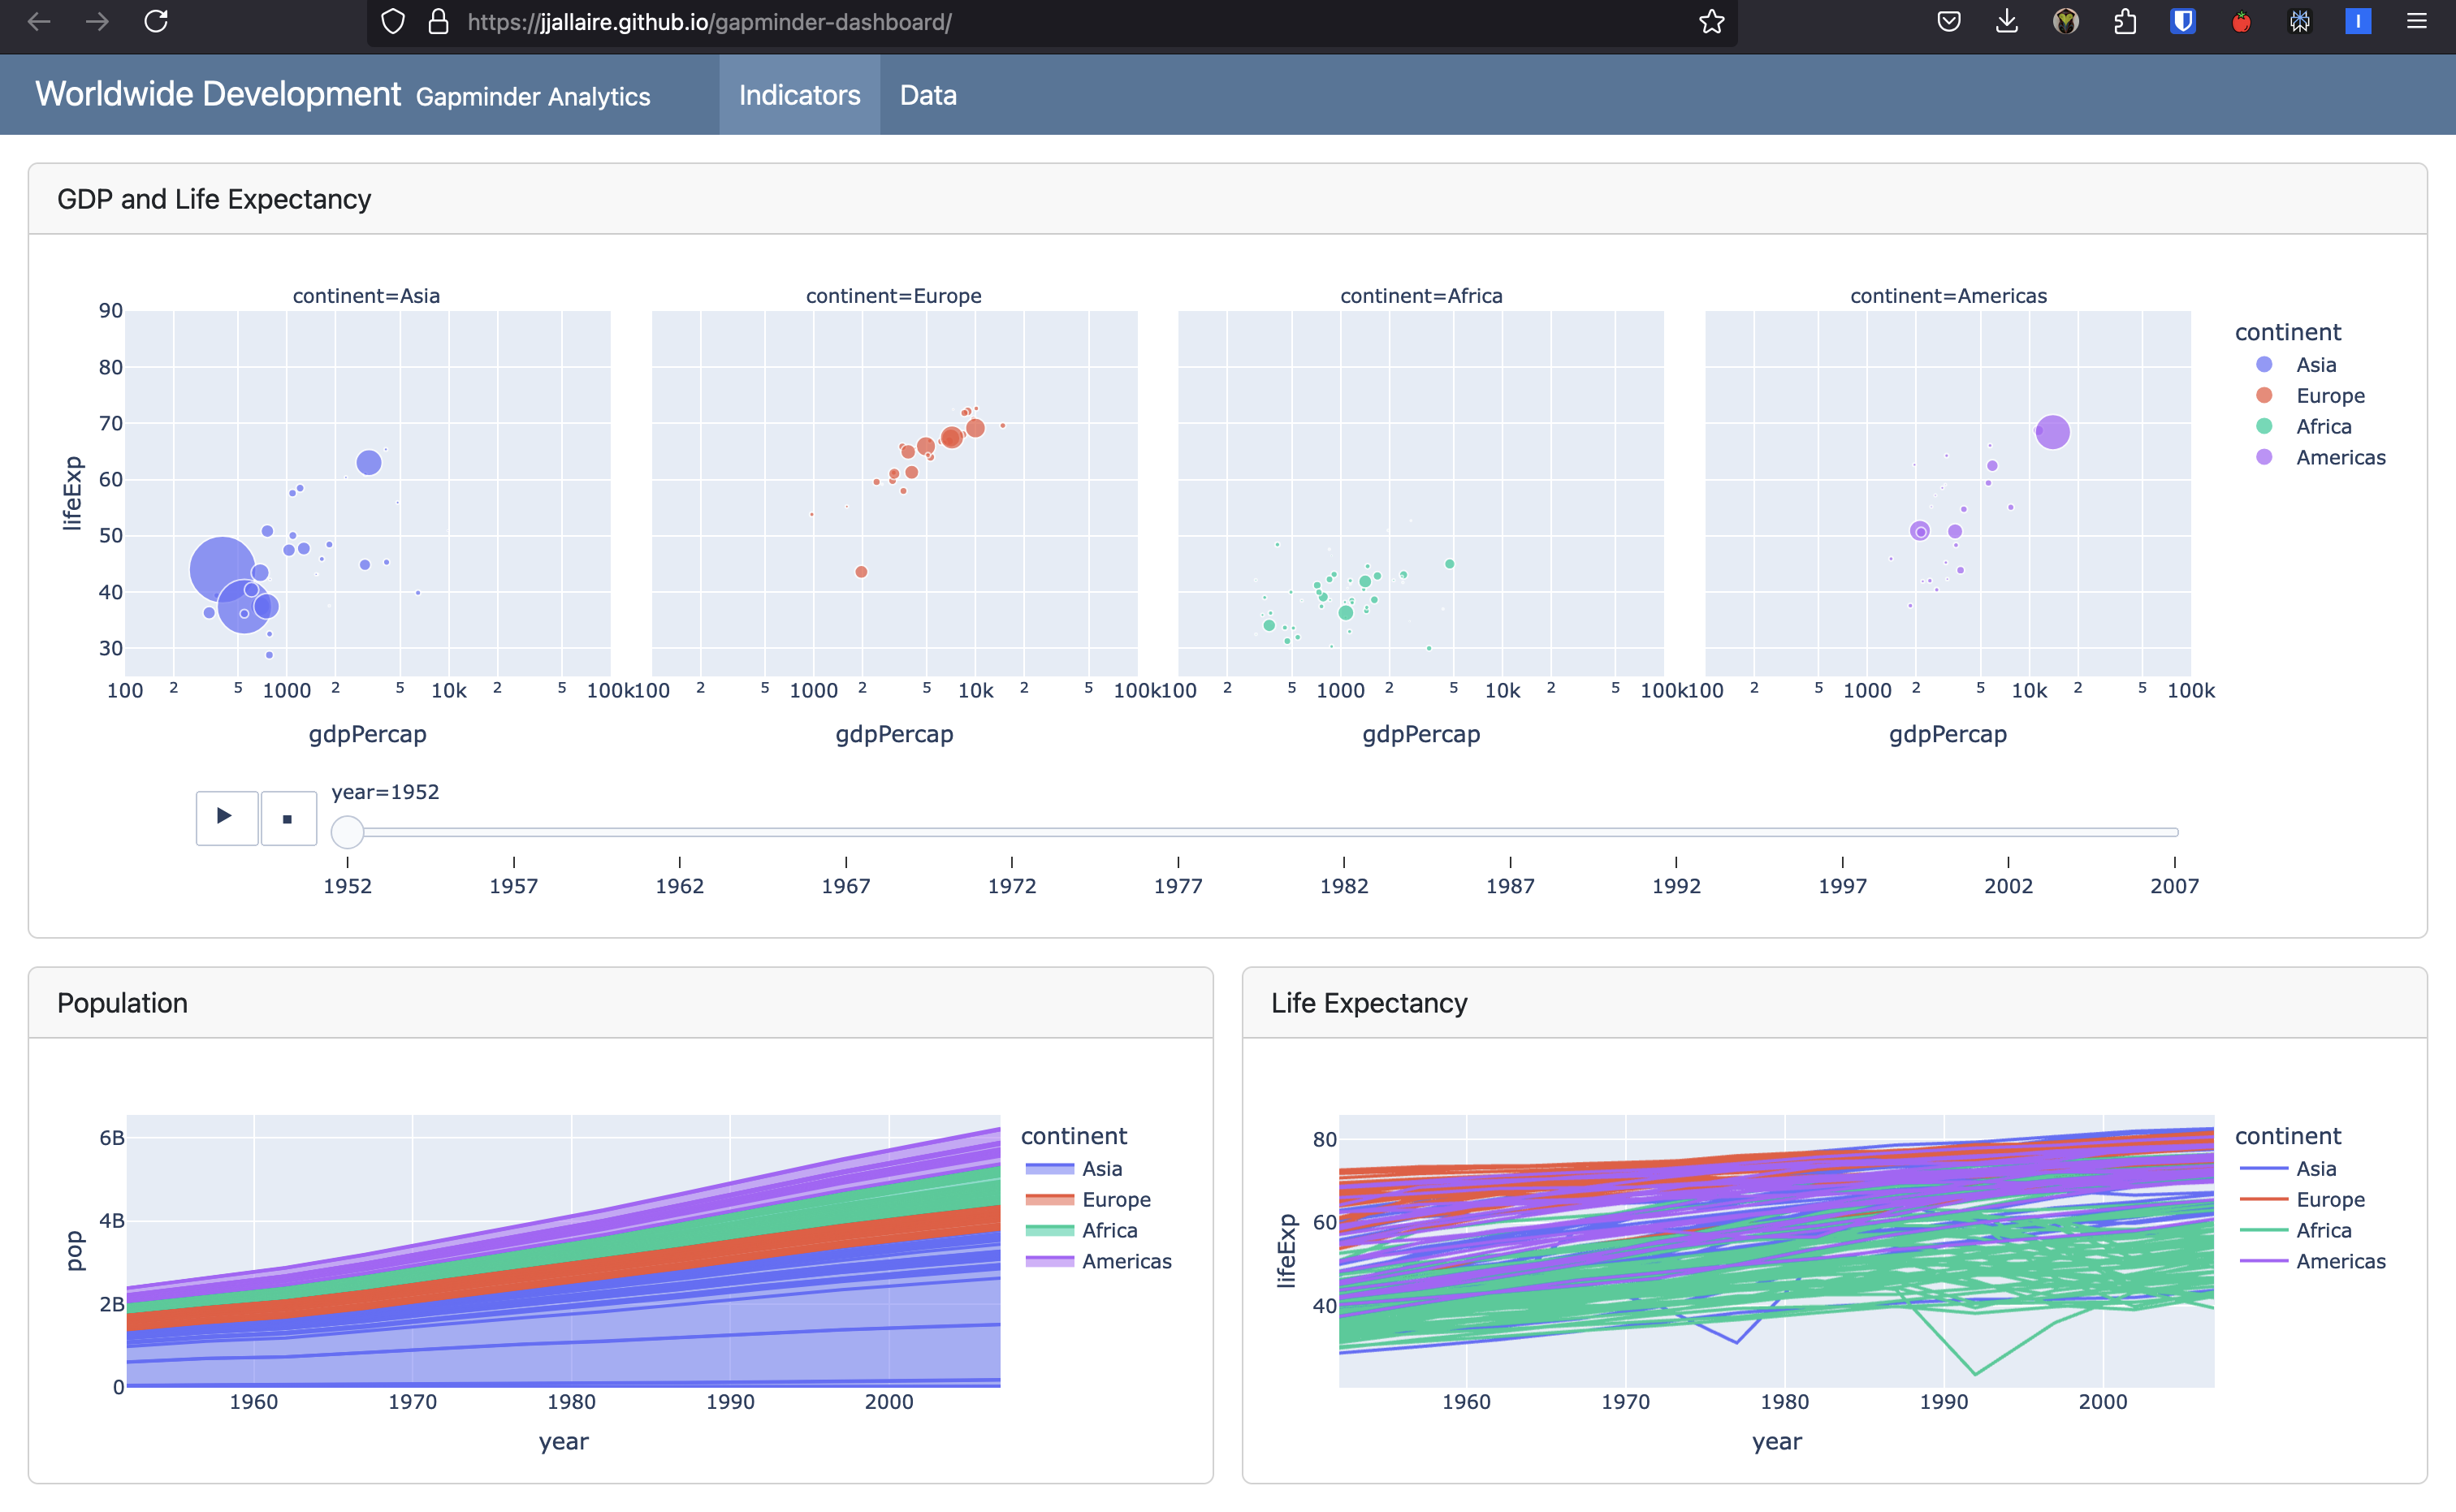 https://jjallaire.github.io/gapminder-dashboard/
Worldwide Development Gapminder Analytics Indicators Data
GDP and Life Expectancy
continent=Asia continent=Europe continent=Africa continent=Americas
lifeExp
90
80
70
60
50
40
30
100 2 5 1000 2 5 10k 2 5 100k
100 2 5 1000 2 5 10k 2 5 100k
100 2 5 1000 2 5 10k 2 5 100k
100 2 5 1000 2 5 10k 2 5 100k
gdpPercap gdpPercap gdpPercap gdpPercap
continent
Asia
Europe
Africa
Americas
year=1952
1952 1957 1962 1967 1972 1977 1982 1987 1992 1997 2002 2007
Population
pop
6B
4B
2B
0
1960 1970 1980 1990 2000
year
continent
Asia
Europe
Africa
Americas
Life Expectancy
lifeExp
80
60
40
1960 1970 1980 1990 2000
year
continent
Asia
Europe
Africa
Americas